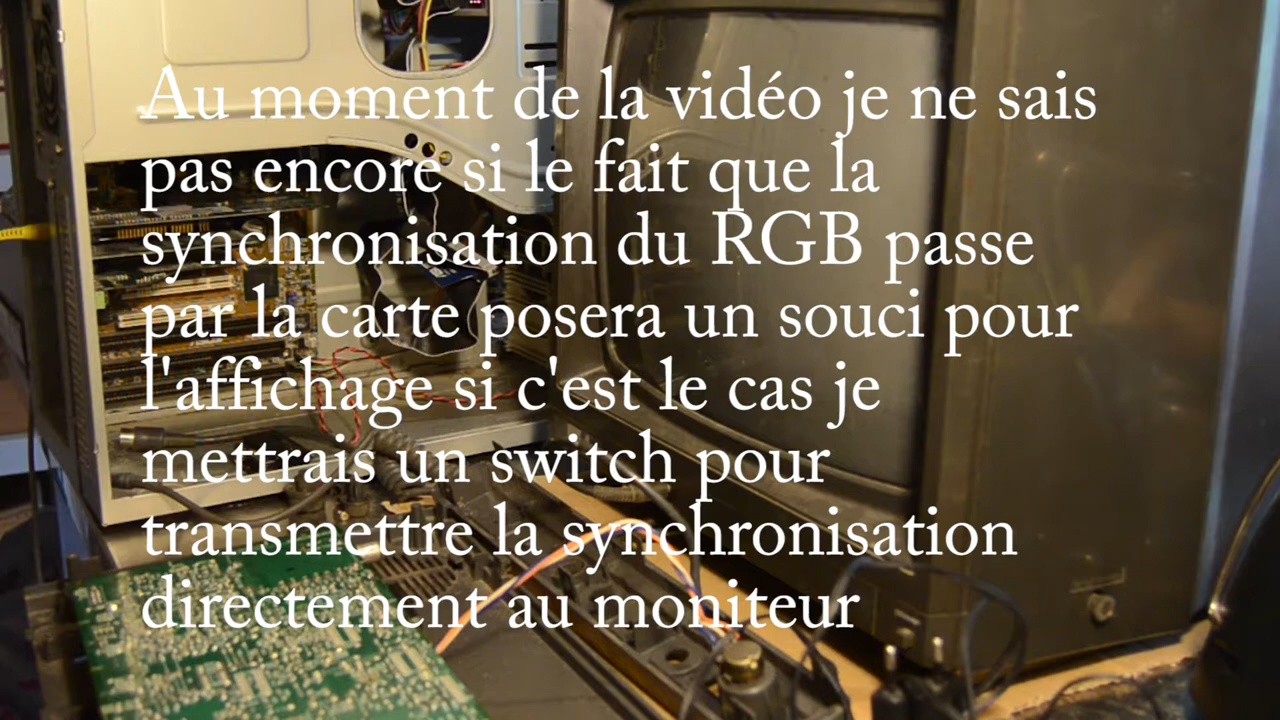 Au moment de la vidéo je ne sais
pas encore si le fait que la
synchronisation du RGB passe
par la carte posera un souci pour
l'affichage si c'est le cas je
mettrais un switch pour
transmettre la synchronisation
directement au moniteur